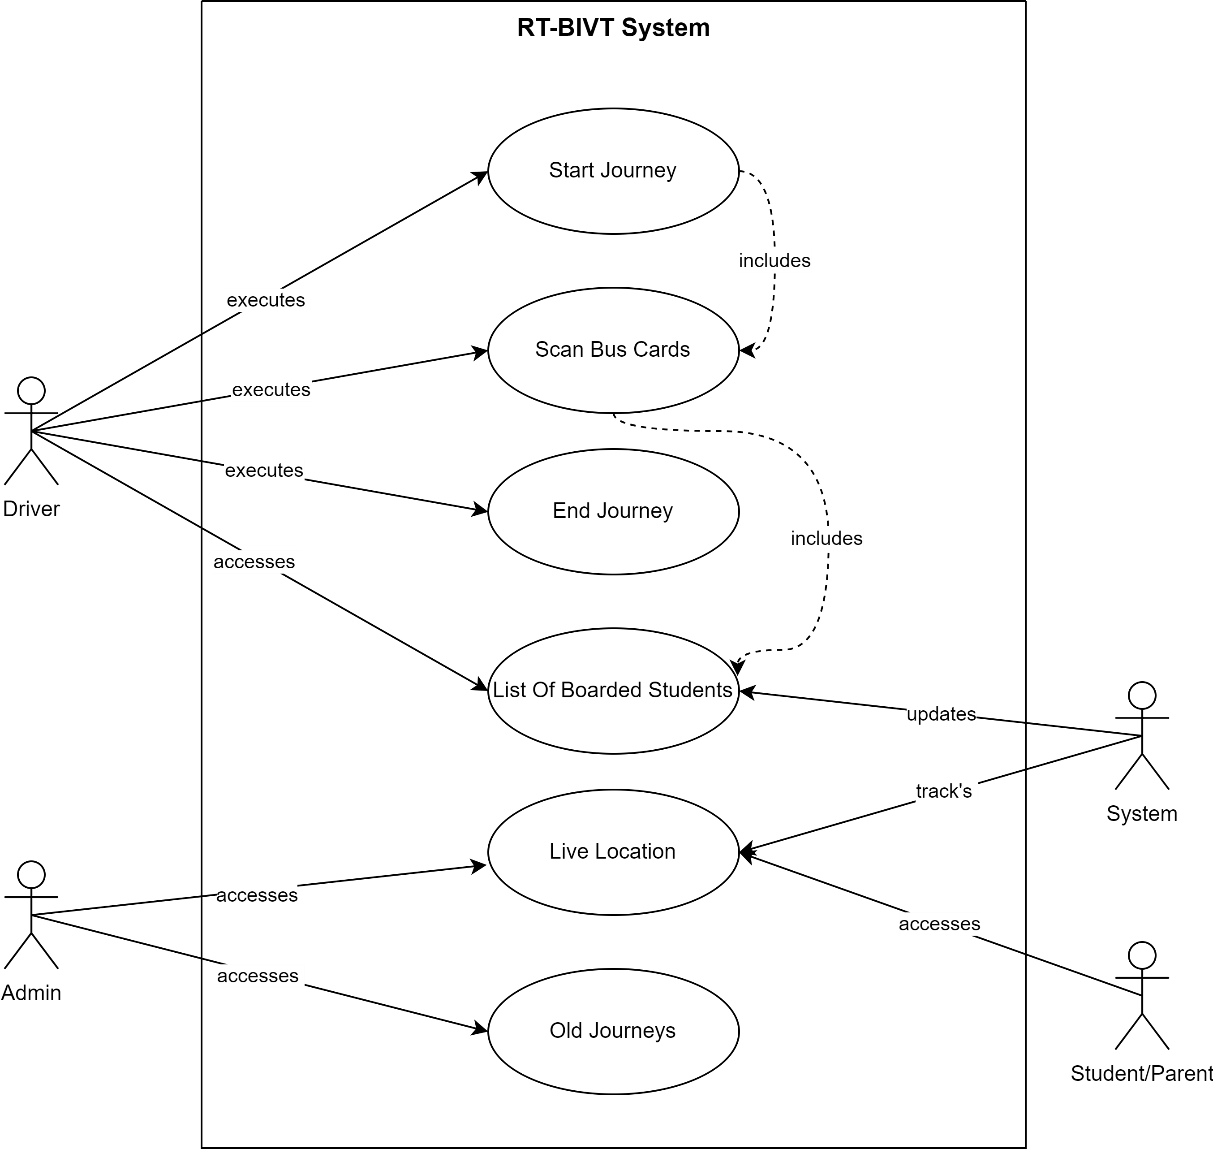 RT-BIVT System
Start Journey
includes
executes
Scan Bus Cards
executes
executes
Driver
End Journey
includes
accesses
List Of Boarded Students
updates
track's
System
Live Location
accesses
accesses
Admin
accesses
Old Journeys
Student/Parent